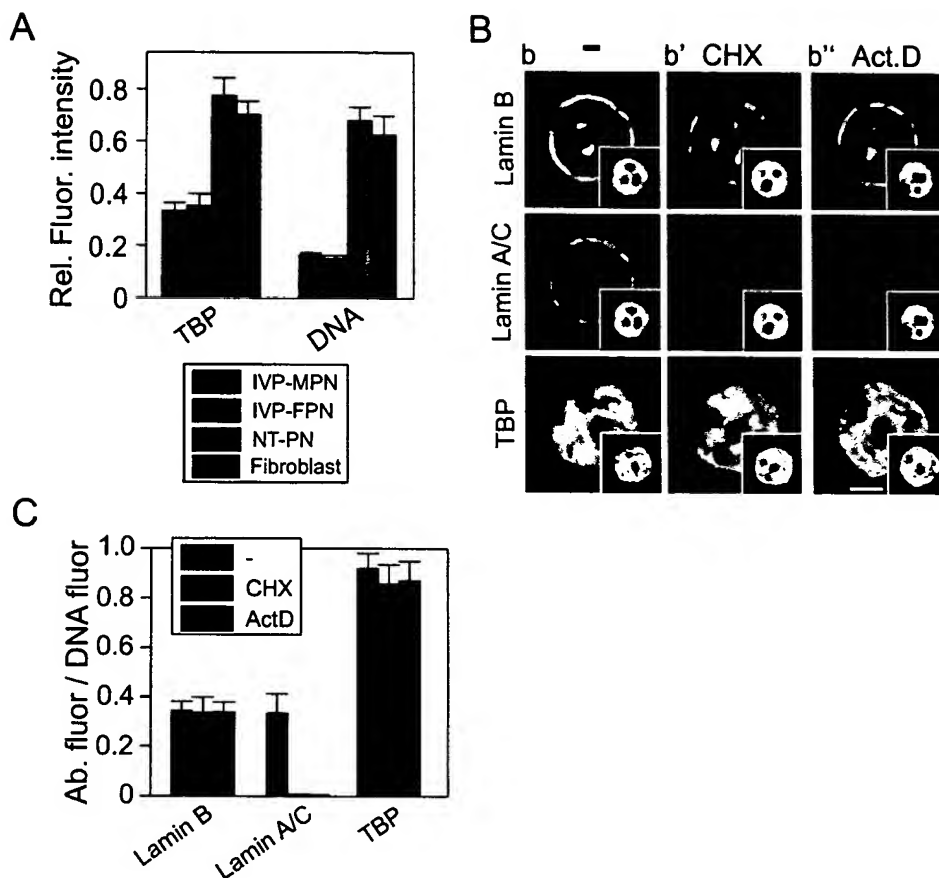 A
Rel. Fluor. intensity
0.8
0.6
0.4
0.2
0
TBP
DNA
IVP-MPN
IVP-FPN
NT-PN
Fibroblast
B
b
-
b' CHX
b" Act.D
Lamin B
Lamin A/C
TBP
C
Ab. fluor / DNA fluor
1.0
0.8
0.6
0.4
0.2
0
-
CHX
ActD
Lamin B
Lamin A/C
TBP